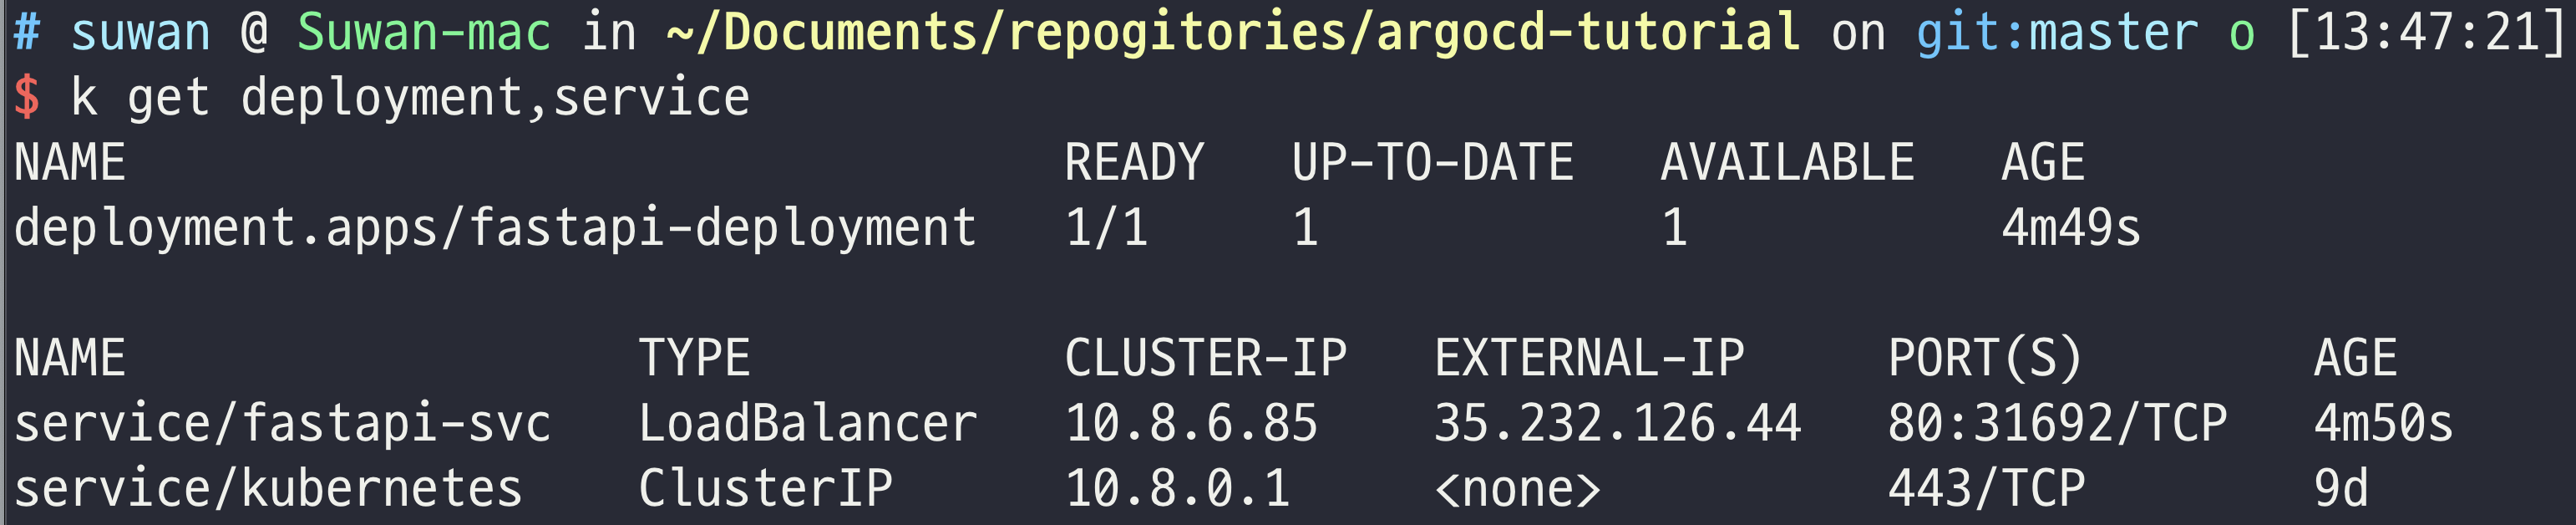 # suwan @ Suwan-mac in ~/Documents/repogitories/argocd-tutorial on git:master o [13:47:21]
$ k get deployment,service
NAME READY UP-TO-DATE AVAILABLE AGE
deployment.apps/fastapi-deployment 1/1 1 1 4m49s
NAME TYPE CLUSTER-IP EXTERNAL-IP PORT(S) AGE
service/fastapi-svc LoadBalancer 10.8.6.85 35.232.126.44 80:31692/TCP 4m50s
service/kubernetes ClusterIP 10.8.0.1 <none> 443/TCP 9d